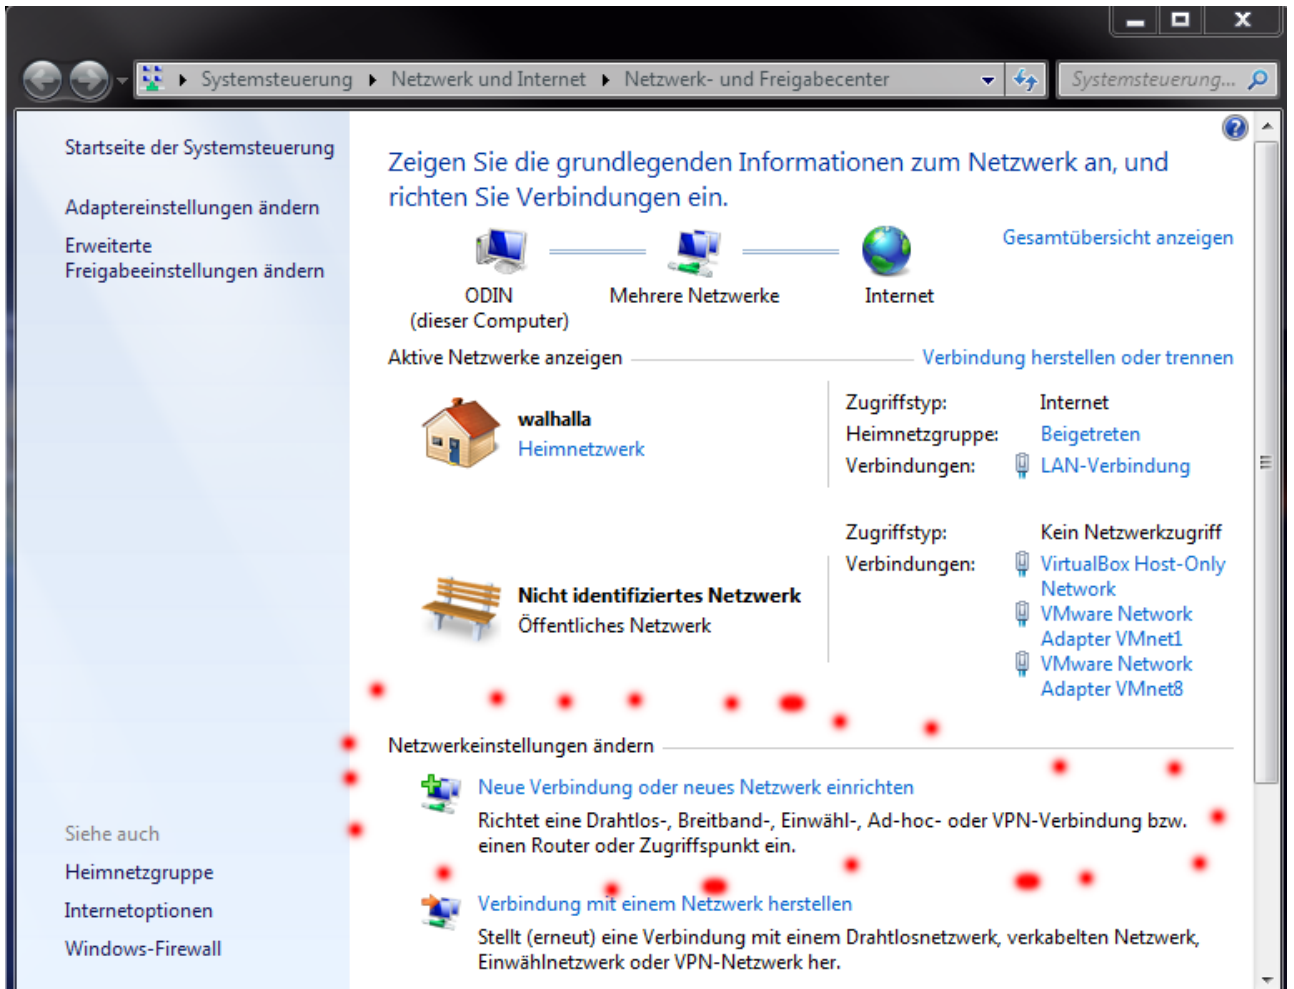 Systemsteuerung
Netzwerk und Internet
Netzwerk- und Freigabecenter
Systemsteuerung...
Startseite der Systemsteuerung
Adaptereinstellungen ändern
Erweiterte
Freigabeeinstellungen ändern
Siehe auch
Heimnetzgruppe
Internetoptionen
Windows-Firewall
Zeigen Sie die grundlegenden Informationen zum Netzwerk an, und
richten Sie Verbindungen ein.
Gesamtübersicht anzeigen
ODIN
(dieser Computer)
Mehrere Netzwerke
Internet
Aktive Netzwerke anzeigen
Verbindung herstellen oder trennen
walhalla
Heimnetzwerk
Zugriffstyp: Internet
Heimnetzgruppe: Beigetreten
Verbindungen: LAN-Verbindung
Nicht identifiziertes Netzwerk
Öffentliches Netzwerk
Zugriffstyp: Kein Netzwerkzugriff
Verbindungen: VirtualBox Host-Only
Network
VMware Network
Adapter VMnet1
VMware Network
Adapter VMnet8
Netzwerkeinstellungen ändern
Neue Verbindung oder neues Netzwerk einrichten
Richtet eine Drahtlos-, Breitband-, Einwähl-, Ad-hoc- oder VPN-Verbindung bzw.
einen Router oder Zugriffspunkt ein.
Verbindung mit einem Netzwerk herstellen
Stellt (erneut) eine Verbindung mit einem Drahtlosnetzwerk, verkabelten Netzwerk,
Einwählnetzwerk oder VPN-Netzwerk her.